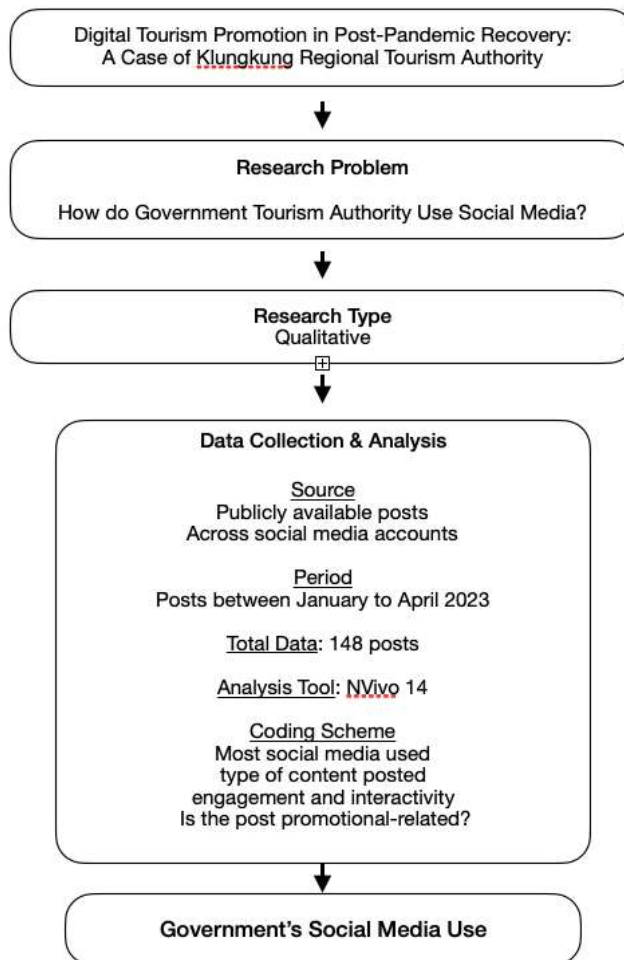 Digital Tourism Promotion in Post-Pandemic Recovery:
A Case of Klungkung Regional Tourism Authority
Research Problem
How do Government Tourism Authority Use Social Media?
Research Type
Qualitative
Data Collection & Analysis
Source
Publicly available posts
Across social media accounts
Period
Posts between January to April 2023
Total Data: 148 posts
Analysis Tool: NVivo 14
Coding Scheme
Most social media used
type of content posted
engagement and interactivity
Is the post promotional-related?
Government's Social Media Use